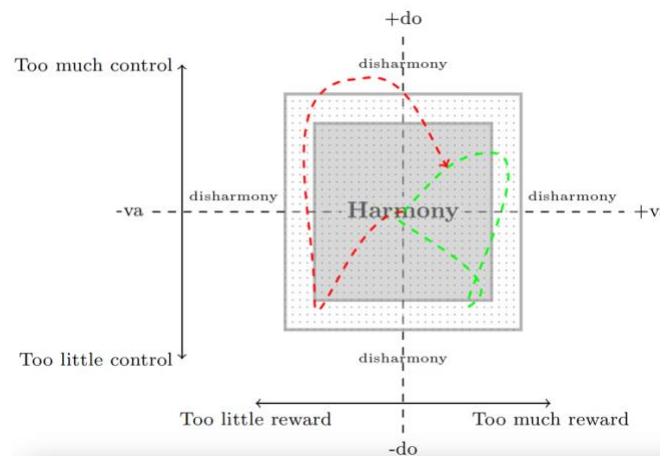 +do
Too much control
disharmony
disharmony
disharmony
-va
Harmony
+v
Too little control
disharmony
Too little reward
Too much reward
-do